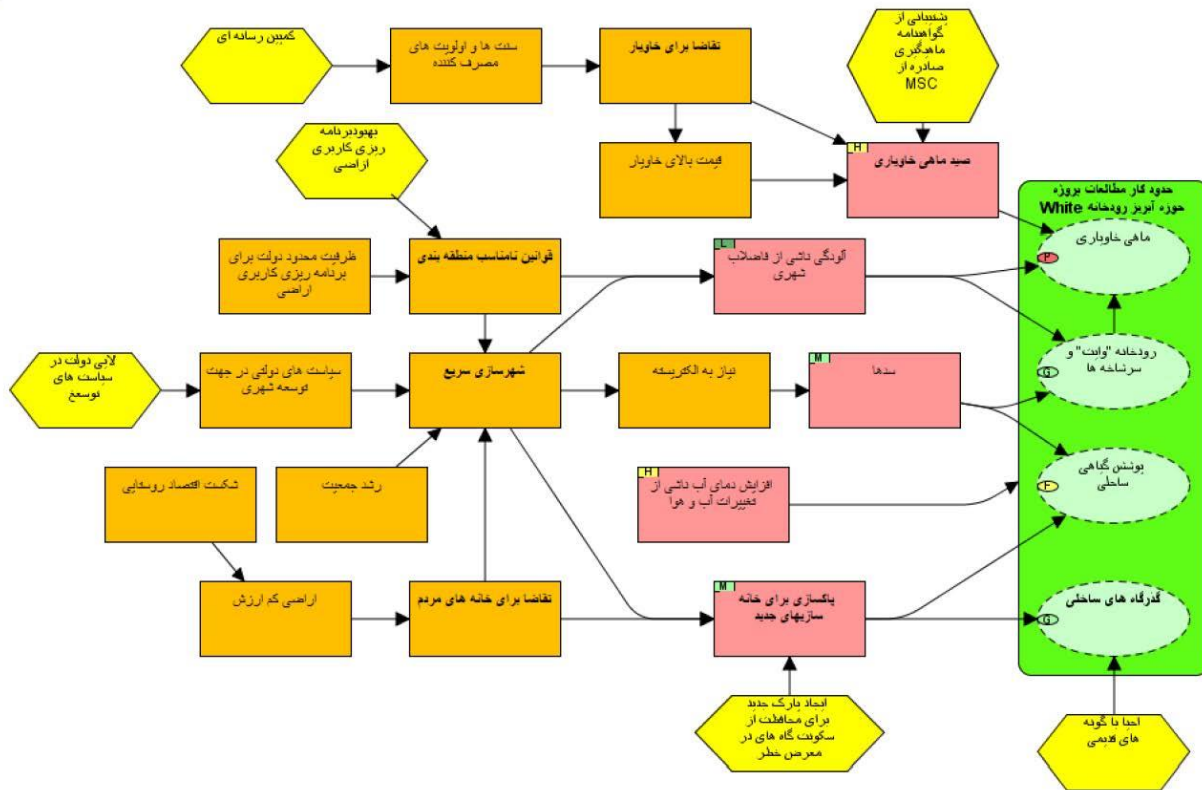 کمپین رسانه ای
سنت ها و اولویت های
مصرف کننده
تقاضا برای خاویار
پشتیبانی از
گواهینامه
ماهیگیری
صادره از
MSC
بهبودبرنامه
ریزی کاربری
اراضی
قیمت بالای خاویار
H
صید ماهی خاویاری
حدود کار مطالعات پروژه
حوزه آبریز رودخانه White
ماهی خاویاری
P
ظرفیت محدود دولت برای
برنامه ریزی کاربری
اراضی
قوانین نامناسب منطقه بندی
L
آلودگی ناشی از فاضلاب
شهری
لابی دولت در
سیاست های
توسعخ
سیاست های دولتی در جهت
توسعه شهری
شهرسازی سریع
نیاز به الکتریسته
M
سدها
رودخانه "وایت" و
سرشاخه ها
G
شکست اقتصاد روستایی
رشد جمعیت
H
افزایش دمای آب ناشی از
تغییرات آب و هوا
پوشش گیاهی
ساحلی
F
اراضی کم ارزش
تقاضا برای خانه های مردم
M
پاکسازی برای خانه
سازیهای جدید
گذرگاه های ساحلی
G
ایجاد پارک جدید
برای محافظت از
سکونت گاه های در
معرض خطر
احیا با گونه
های قدیمی